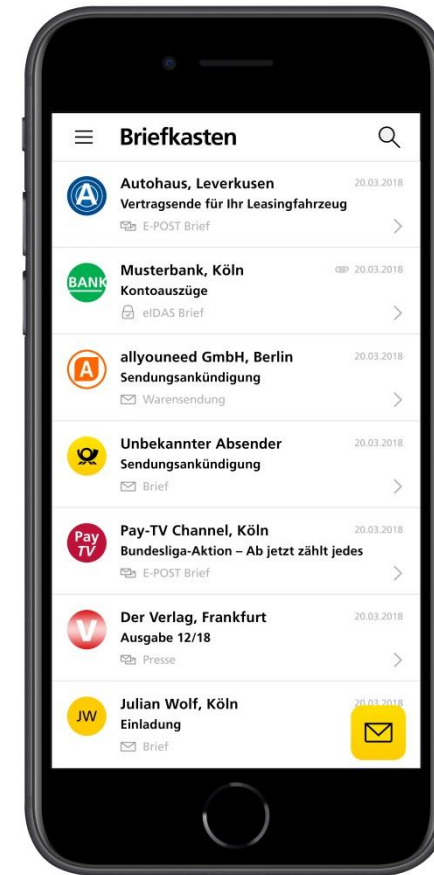 Briefkasten
A
Autohaus, Leverkusen
20.03.2018
Vertragsende für Ihr Leasingfahrzeug
E-POST Brief
BANK
Musterbank, Köln
20.03.2018
Kontoauszüge
eIDAS Brief
A
allyouneed GmbH, Berlin
20.03.2018
Sendungsankündigung
Warensendung
Unbekannter Absender
20.03.2018
Sendungsankündigung
Brief
Pay
TV
Pay-TV Channel, Köln
20.03.2018
Bundesliga-Aktion – Ab jetzt zählt jedes
E-POST Brief
V
Der Verlag, Frankfurt
20.03.2018
Ausgabe 12/18
Presse
JW
Julian Wolf, Köln
20.03.2018
Einladung
Brief